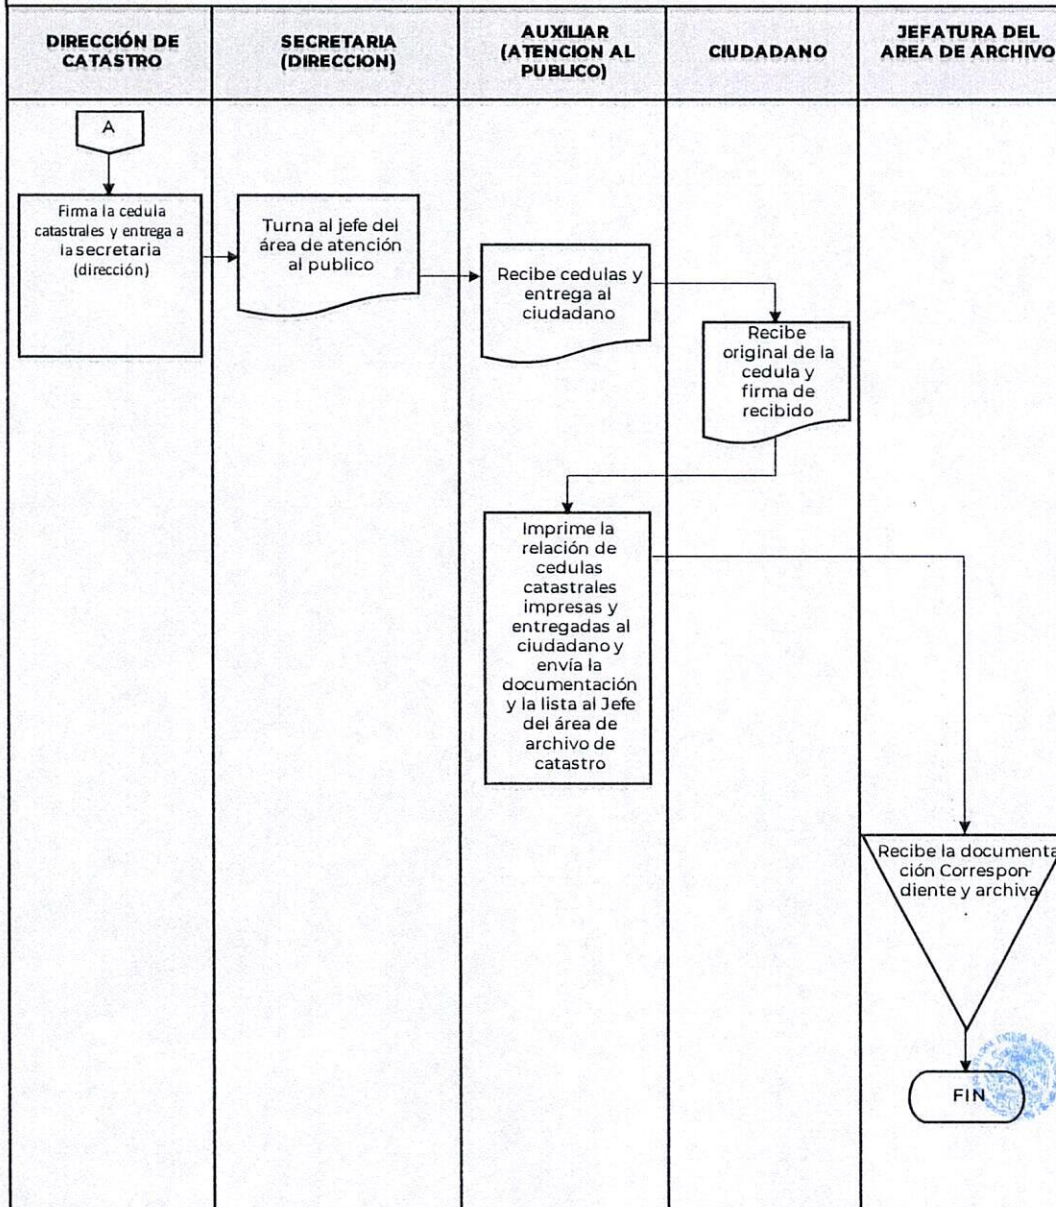 DIRECCIÓN DE
CATASTRO
SECRETARIA
(DIRECCION)
AUXILIAR
(ATENCION AL
PUBLICO)
CIUDADANO
JEFATURA DEL
AREA DE ARCHIVO
A
Firma la cedula
catastrales y entrega a
la secretaria
(dirección)
Turna al jefe del
área de atención
al publico
Recibe cedulas y
entrega al
ciudadano
Recibe
original de la
cedula y
firma de
recibido
Imprime la
relación de
cedulas
catastrales
impresas y
entregadas al
ciudadano y
envía la
documentación
y la lista al Jefe
del área de
archivo de
catastro
Recibe la documenta
ción Correspon-
diente y archiva
FIN